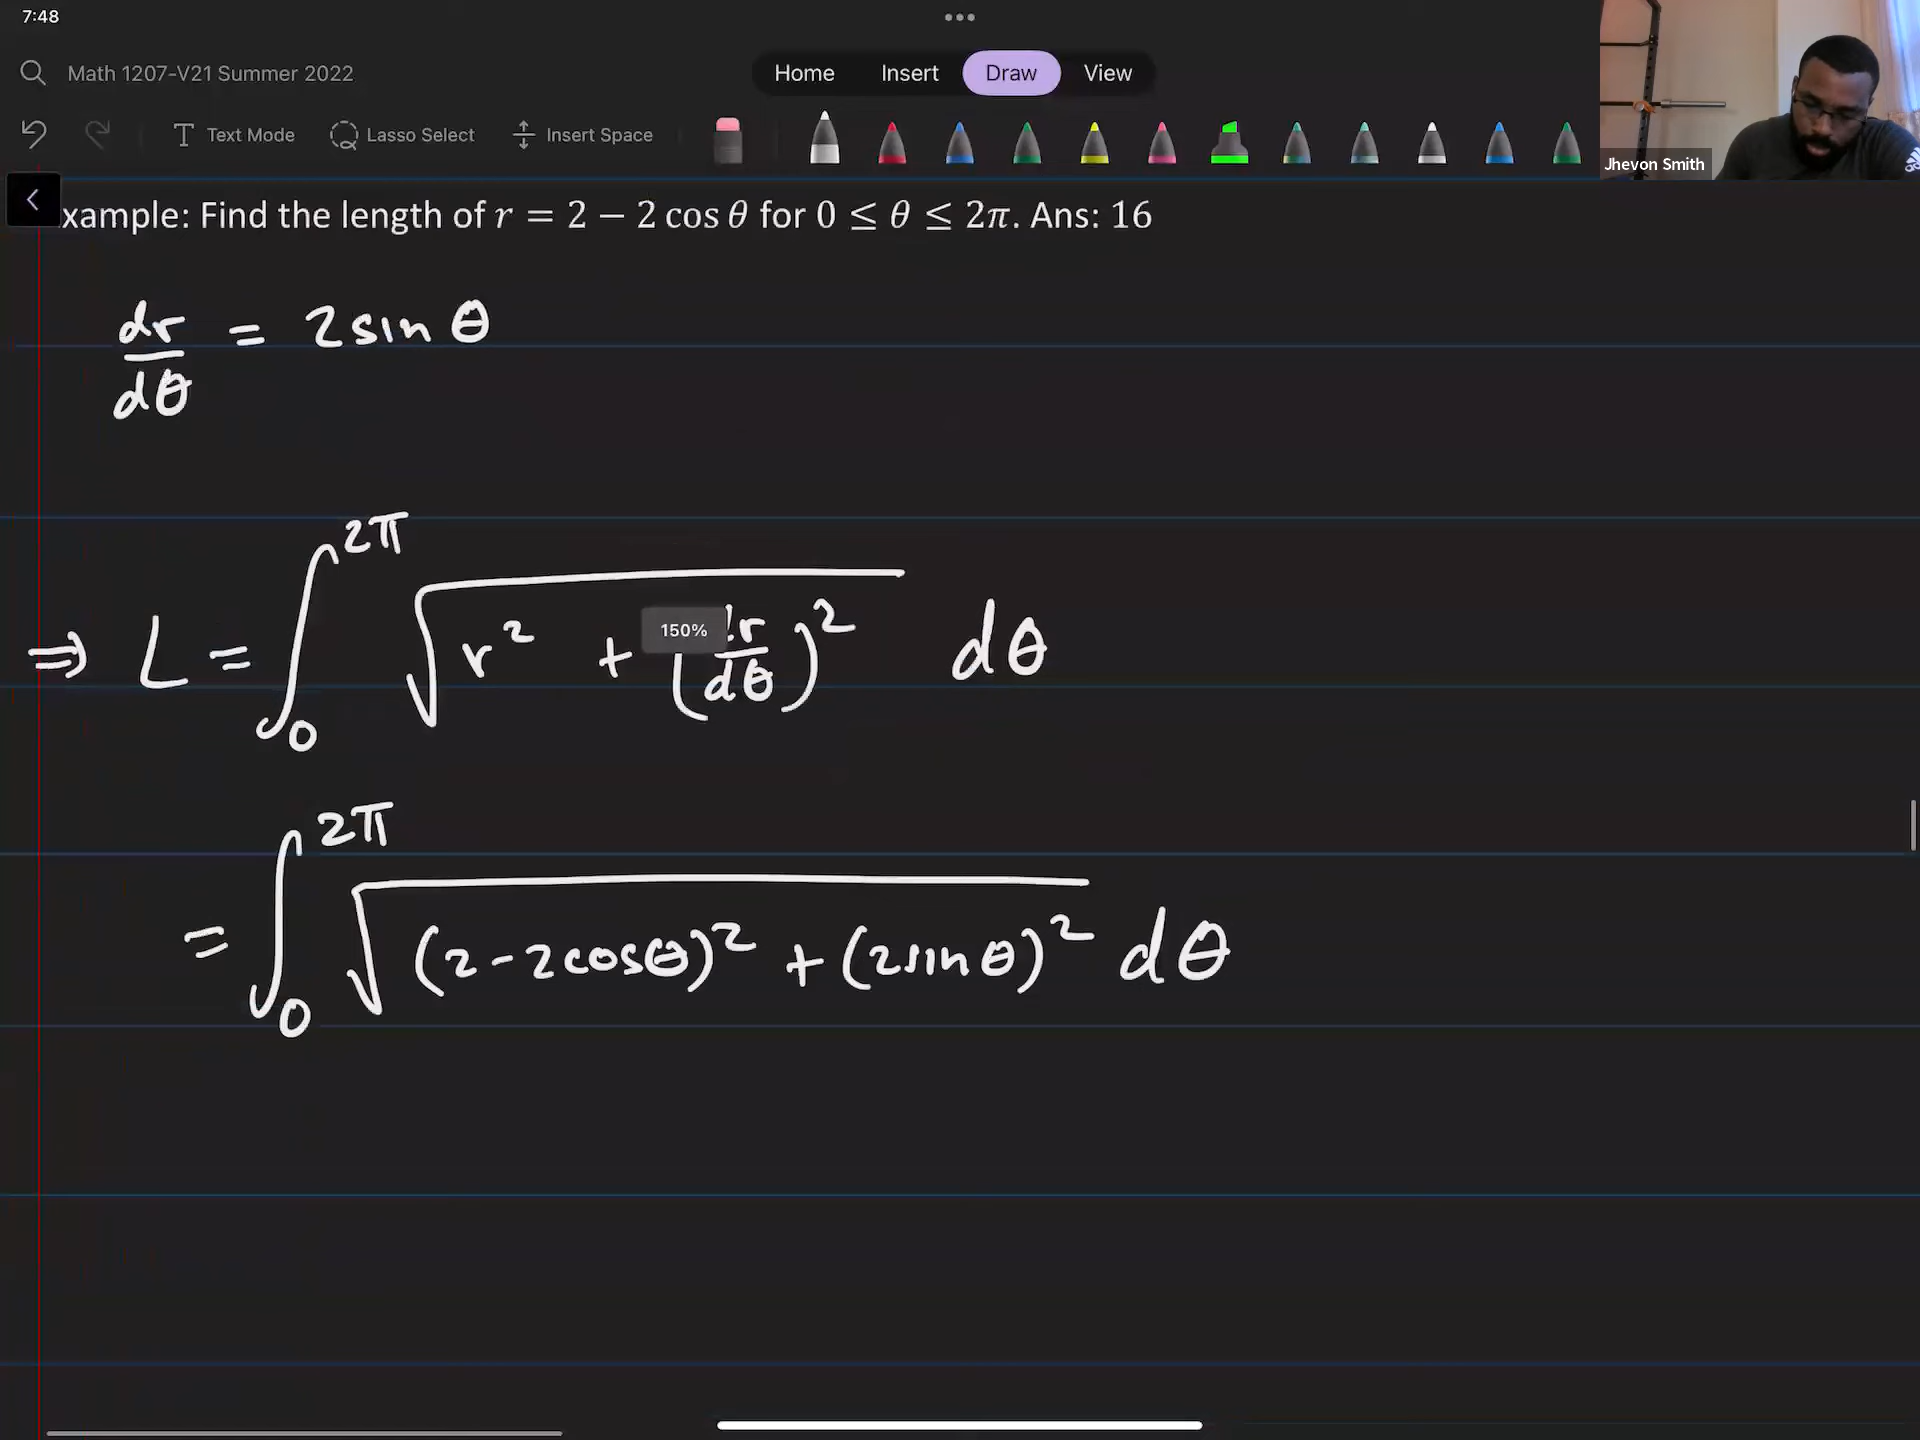 7:48
Math 1207-V21 Summer 2022
Home Insert Draw View
Text Mode Lasso Select Insert Space
Jhevon Smith
xample: Find the length of r = 2 − 2 cos θ for 0 ≤ θ ≤ 2π. Ans: 16
dr/dθ = 2sin θ
⇒ L = ∫₀^2π √(r² + (dr/dθ)²) dθ
150%
= ∫₀^2π √((2-2cosθ)² + (2sinθ)²) dθ